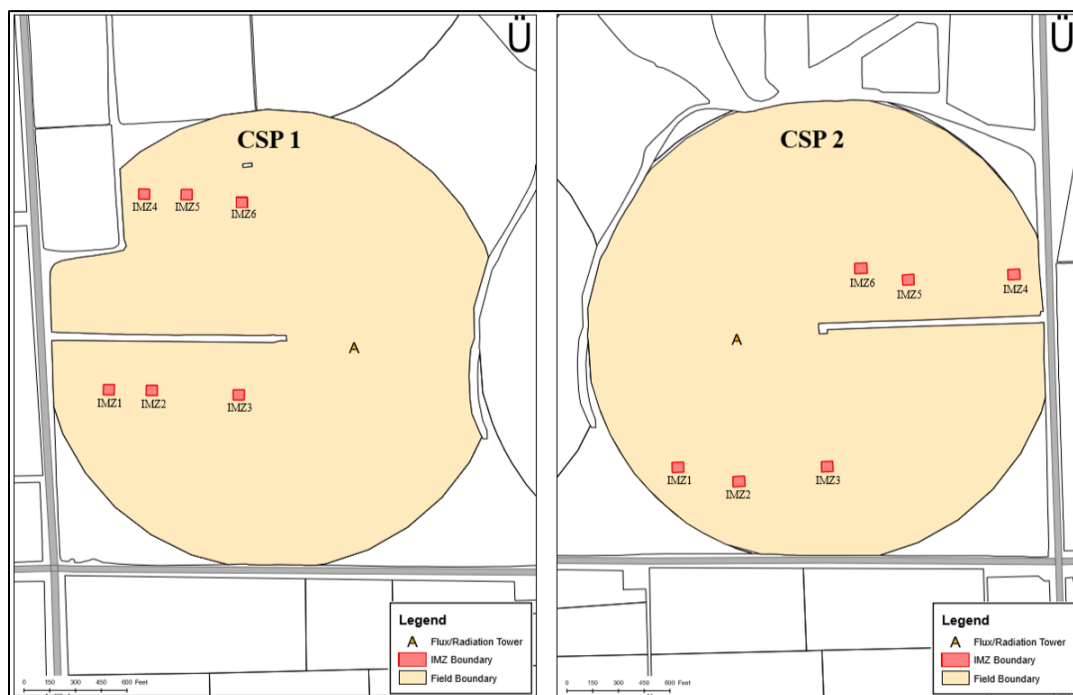 Ü
CSP 1
IMZ4 IMZ5 IMZ6
A
IMZ1 IMZ2 IMZ3
Legend
A Flux/Radiation Tower
IMZ Boundary
Field Boundary
0 75 150 300 450 600 Feet
Ü
CSP 2
IMZ6 IMZ5 IMZ4
A
IMZ1 IMZ2 IMZ3
Legend
A Flux/Radiation Tower
IMZ Boundary
Field Boundary
0 75 150 300 450 600 Feet